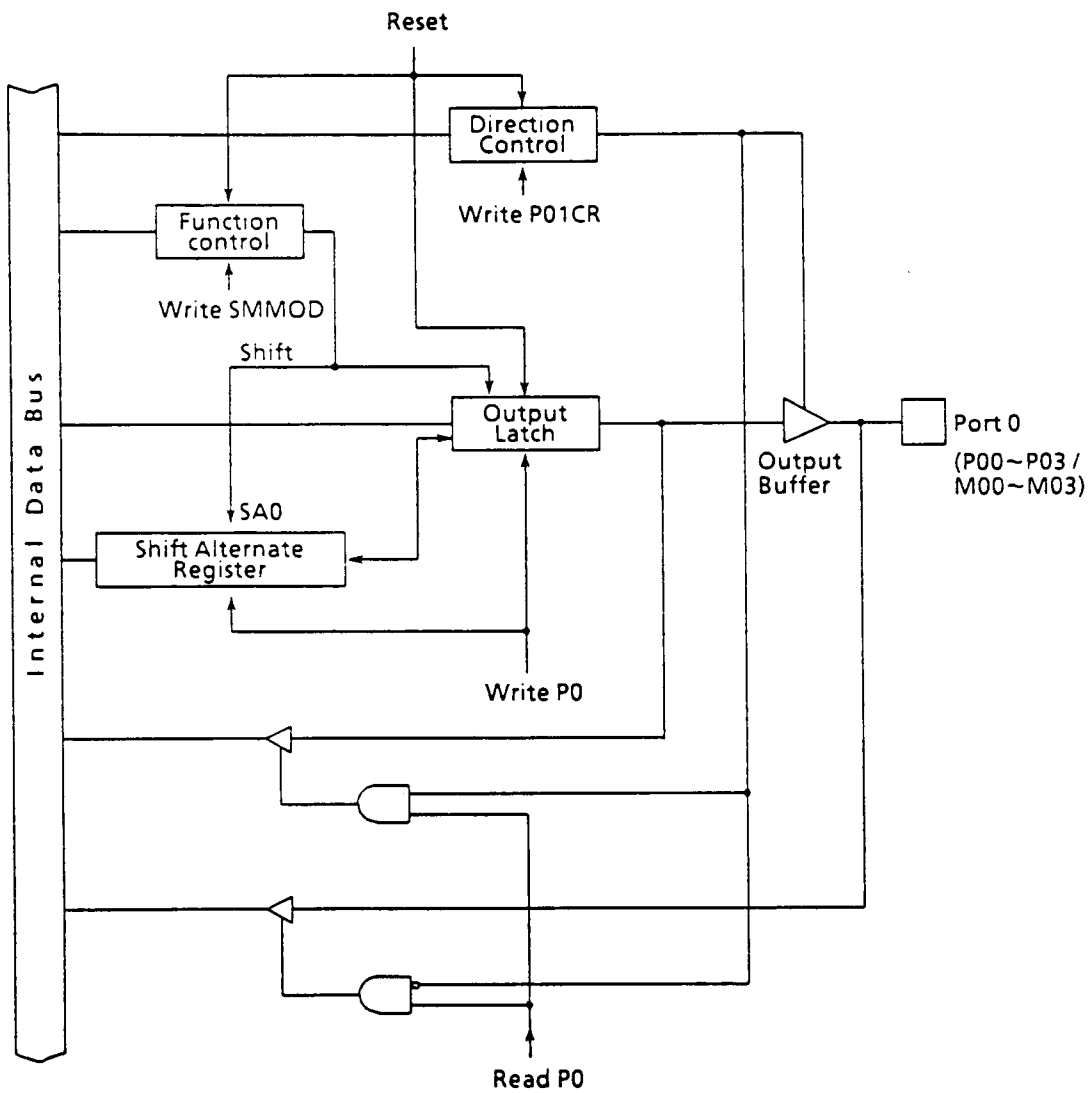 Reset
Direction
Control
Write P01CR
Function
control
Write SMMOD
Shift
Output
Latch
Output
Buffer
Port 0
(P00~P03 /
M00~M03)
SA0
Shift Alternate
Register
Internal Data Bus
Write P0
Read P0